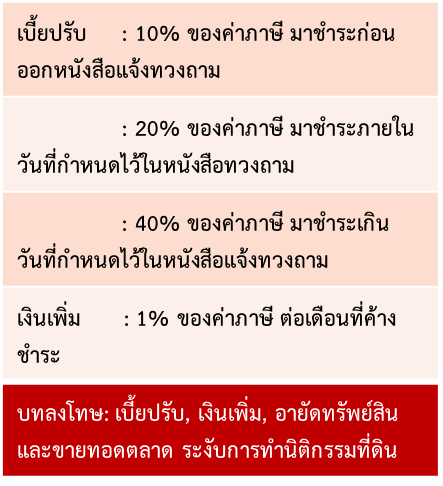 เบี้ยปรับ : 10% ของค่าภาษี มาชำระก่อน
ออกหนังสือแจ้งทวงถาม
: 20% ของค่าภาษี มาชำระภายใน
วันที่กำหนดไว้ในหนังสือทวงถาม
: 40% ของค่าภาษี มาชำระเกิน
วันที่กำหนดไว้ในหนังสือแจ้งทวงถาม
เงินเพิ่ม : 1% ของค่าภาษี ต่อเดือนที่ค้าง
ชำระ
บทลงโทษ: เบี้ยปรับ, เงินเพิ่ม, อายัดทรัพย์สิน
และขายทอดตลาด ระงับการทำนิติกรรมที่ดิน